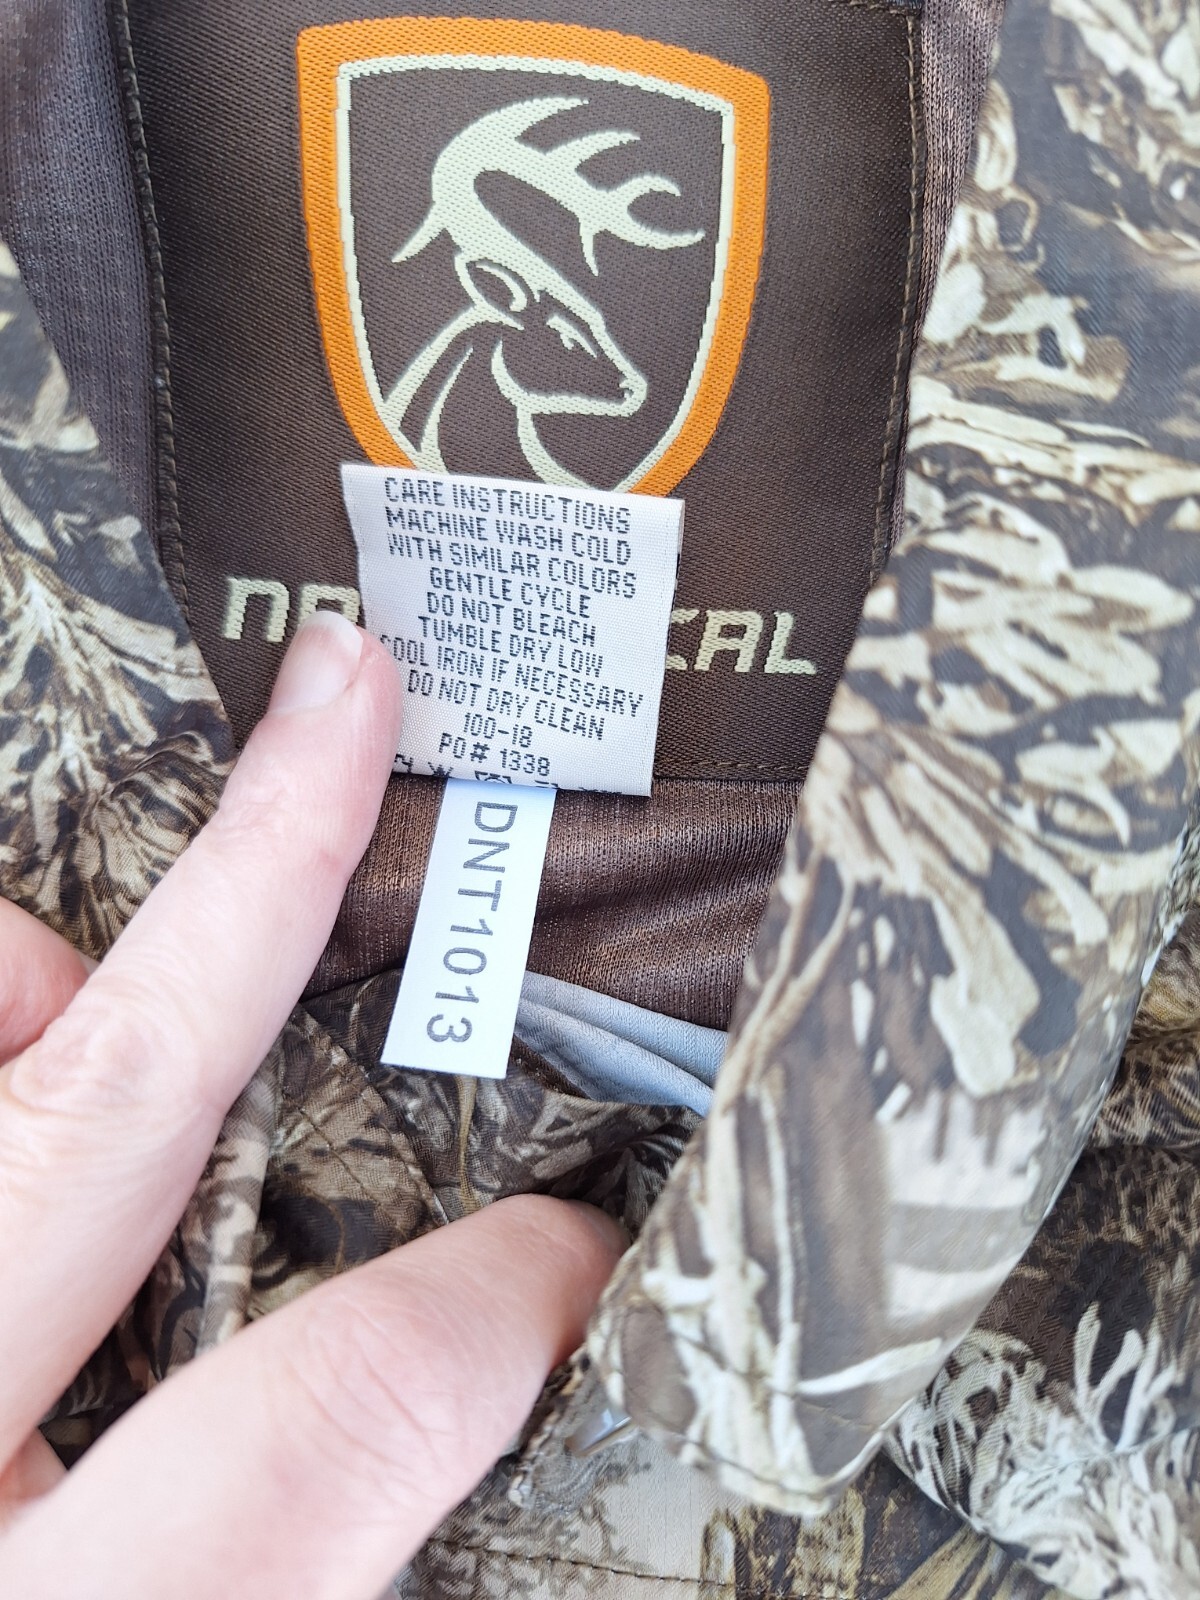 CARE INSTRUCTIONS
MACHINE WASH COLD
WITH SIMILAR COLORS
GENTLE CYCLE
DO NOT BLEACH
TUMBLE DRY LOW
COOL IRON IF NECESSARY
DO NOT DRY CLEAN
100-18
PO# 1338
DNT1013